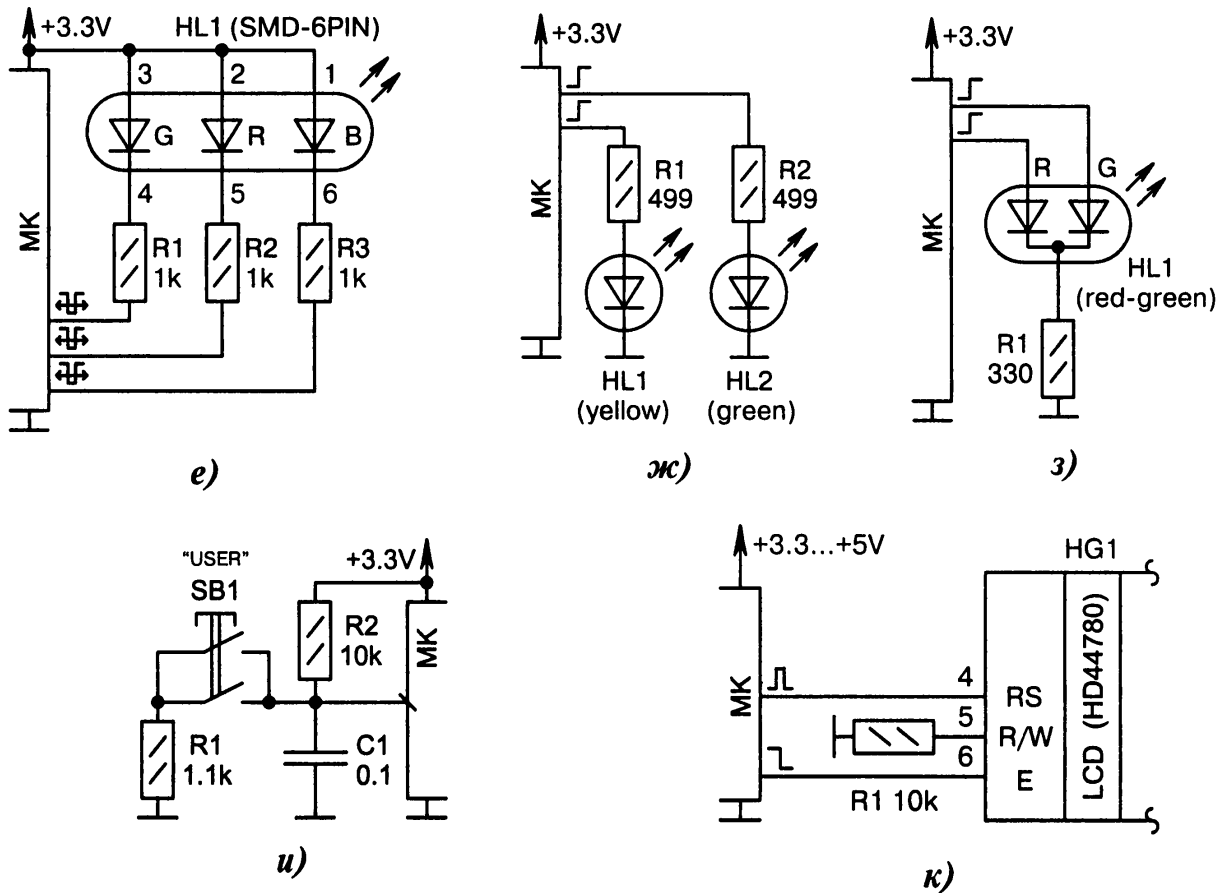 +3.3V
HL1 (SMD-6PIN)
3
2
1
G
R
B
4
5
6
MK
R1
1k
R2
1k
R3
1k
е)
+3.3V
MK
R1
499
R2
499
HL1
(yellow)
HL2
(green)
ж)
+3.3V
R
G
MK
HL1
(red-green)
R1
330
з)
"USER"
SB1
+3.3V
R2
10k
MK
R1
1.1k
C1
0.1
и)
+3.3...+5V
HG1
MK
4
RS
5
R/W
6
E
R1 10k
LCD (HD44780)
к)